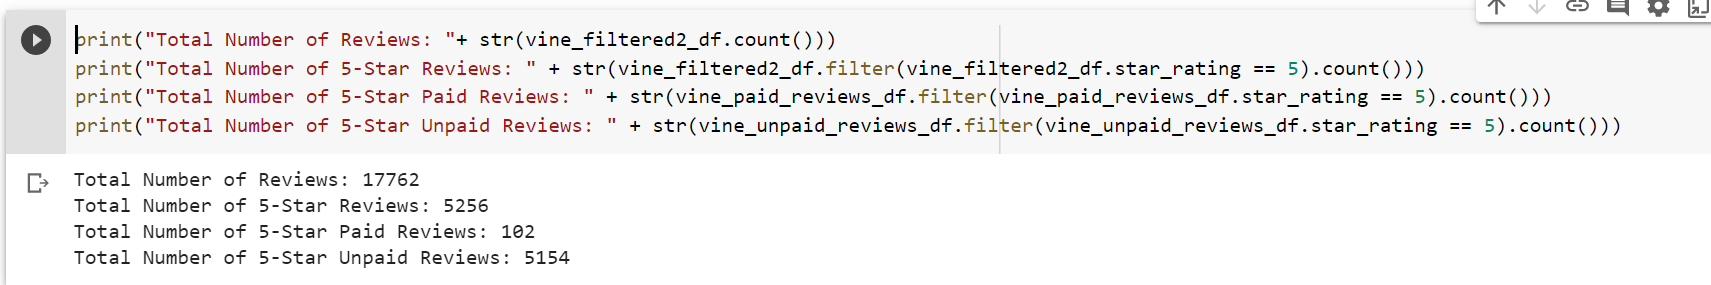 print("Total Number of Reviews: "+ str(vine_filtered2_df.count()))
print("Total Number of 5-Star Reviews: " + str(vine_filtered2_df.filter(vine_filtered2_df.star_rating == 5).count()))
print("Total Number of 5-Star Paid Reviews: " + str(vine_paid_reviews_df.filter(vine_paid_reviews_df.star_rating == 5).count()))
print("Total Number of 5-Star Unpaid Reviews: " + str(vine_unpaid_reviews_df.filter(vine_unpaid_reviews_df.star_rating == 5).count()))
Total Number of Reviews: 17762
Total Number of 5-Star Reviews: 5256
Total Number of 5-Star Paid Reviews: 102
Total Number of 5-Star Unpaid Reviews: 5154